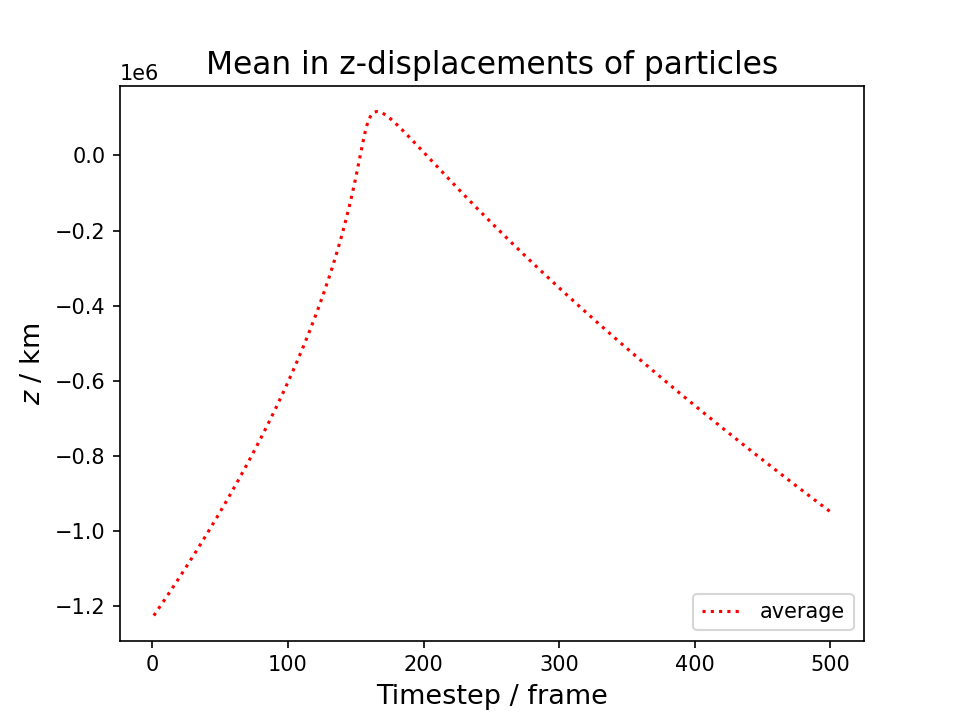 Mean in z-displacements of particles
1e6
0.0
−0.2
−0.4
−0.6
−0.8
−1.0
−1.2
z / km
average
0 100 200 300 400 500
Timestep / frame